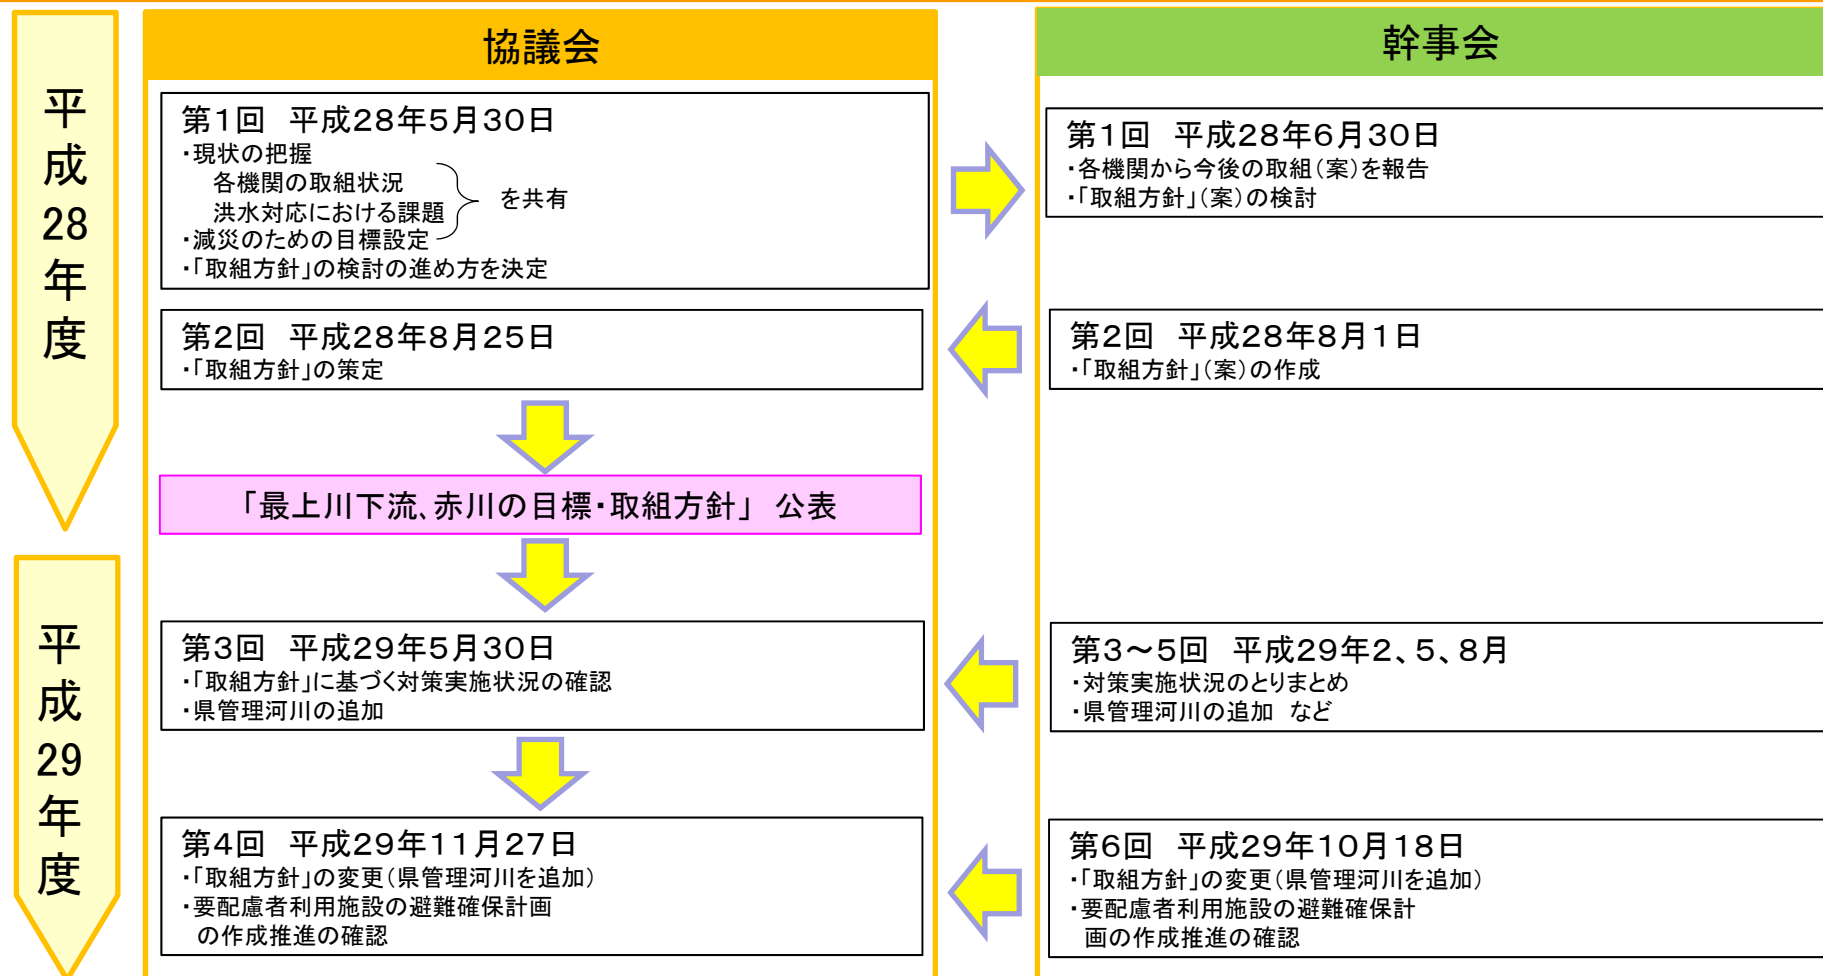 協議会
幹事会
平成28年度
第1回 平成28年5月30日
・現状の把握
各機関の取組状況
洪水対応における課題
を共有
・減災のための目標設定
・「取組方針」の検討の進め方を決定
第1回 平成28年6月30日
・各機関から今後の取組(案)を報告
・「取組方針」(案)の検討
第2回 平成28年8月25日
・「取組方針」の策定
第2回 平成28年8月1日
・「取組方針」(案)の作成
「最上川下流、赤川の目標・取組方針」 公表
平成29年度
第3回 平成29年5月30日
・「取組方針」に基づく対策実施状況の確認
・県管理河川の追加
第3～5回 平成29年2、5、8月
・対策実施状況のとりまとめ
・県管理河川の追加 など
第4回 平成29年11月27日
・「取組方針」の変更(県管理河川を追加)
・要配慮者利用施設の避難確保計画
の作成推進の確認
第6回 平成29年10月18日
・「取組方針」の変更(県管理河川を追加)
・要配慮者利用施設の避難確保計
画の作成推進の確認